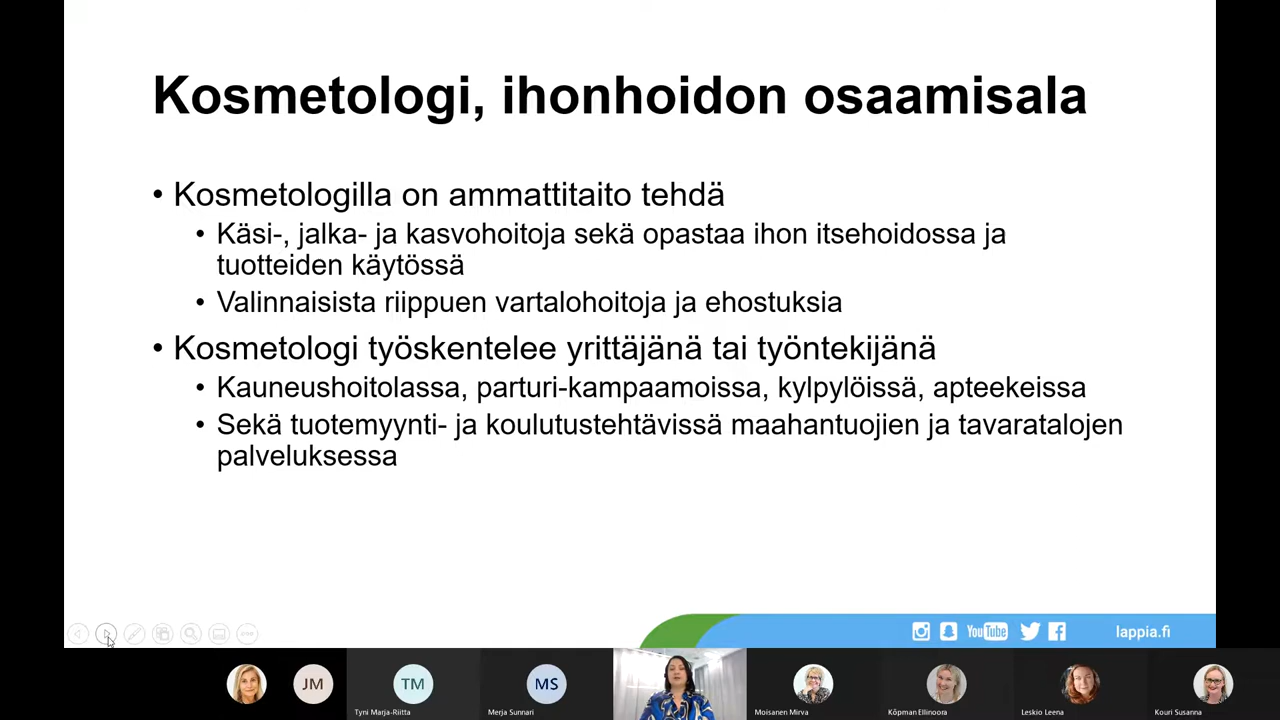 Kosmetologi, ihonhoidon osaamisala
• Kosmetologilla on ammattitaito tehdä
• Käsi-, jalka- ja kasvohoitoja sekä opastaa ihon itsehoidossa ja
tuotteiden käytössä
• Valinnaisista riippuen vartalohoitoja ja ehostuksia
• Kosmetologi työskentelee yrittäjänä tai työntekijänä
• Kauneushoitolassa, parturi-kampaamoissa, kylpylöissä, apteekeissa
• Sekä tuotemyynti- ja koulutustehtävissä maahantuojien ja tavaratalojen
palveluksessa
YouTube
lappia.fi
JM
TM
MS
Tyni Marja-Riitta
Merja Sunnari
Moisanen Mirva
Köpman Ellinoora
Leskio Leena
Kouri Susanna